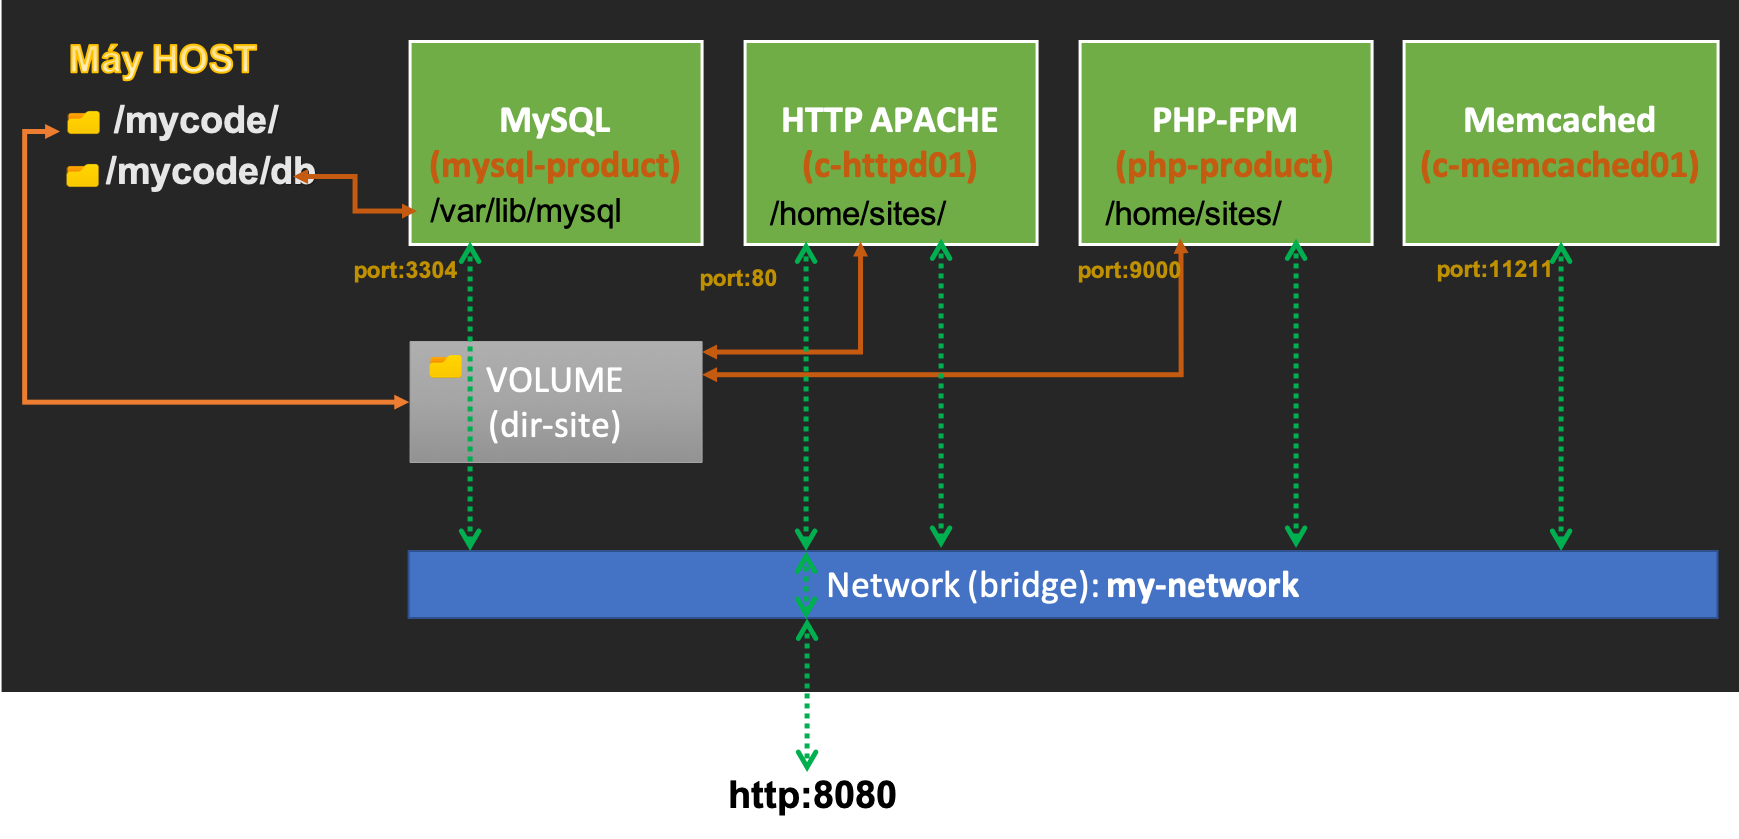 Máy HOST
/mycode/
/mycode/db
MySQL
(mysql-product)
/var/lib/mysql
port:3304
HTTP APACHE
(c-httpd01)
/home/sites/
port:80
PHP-FPM
(php-product)
/home/sites/
port:9000
Memcached
(c-memcached01)
port:11211
VOLUME
(dir-site)
Network (bridge): my-network
http:8080